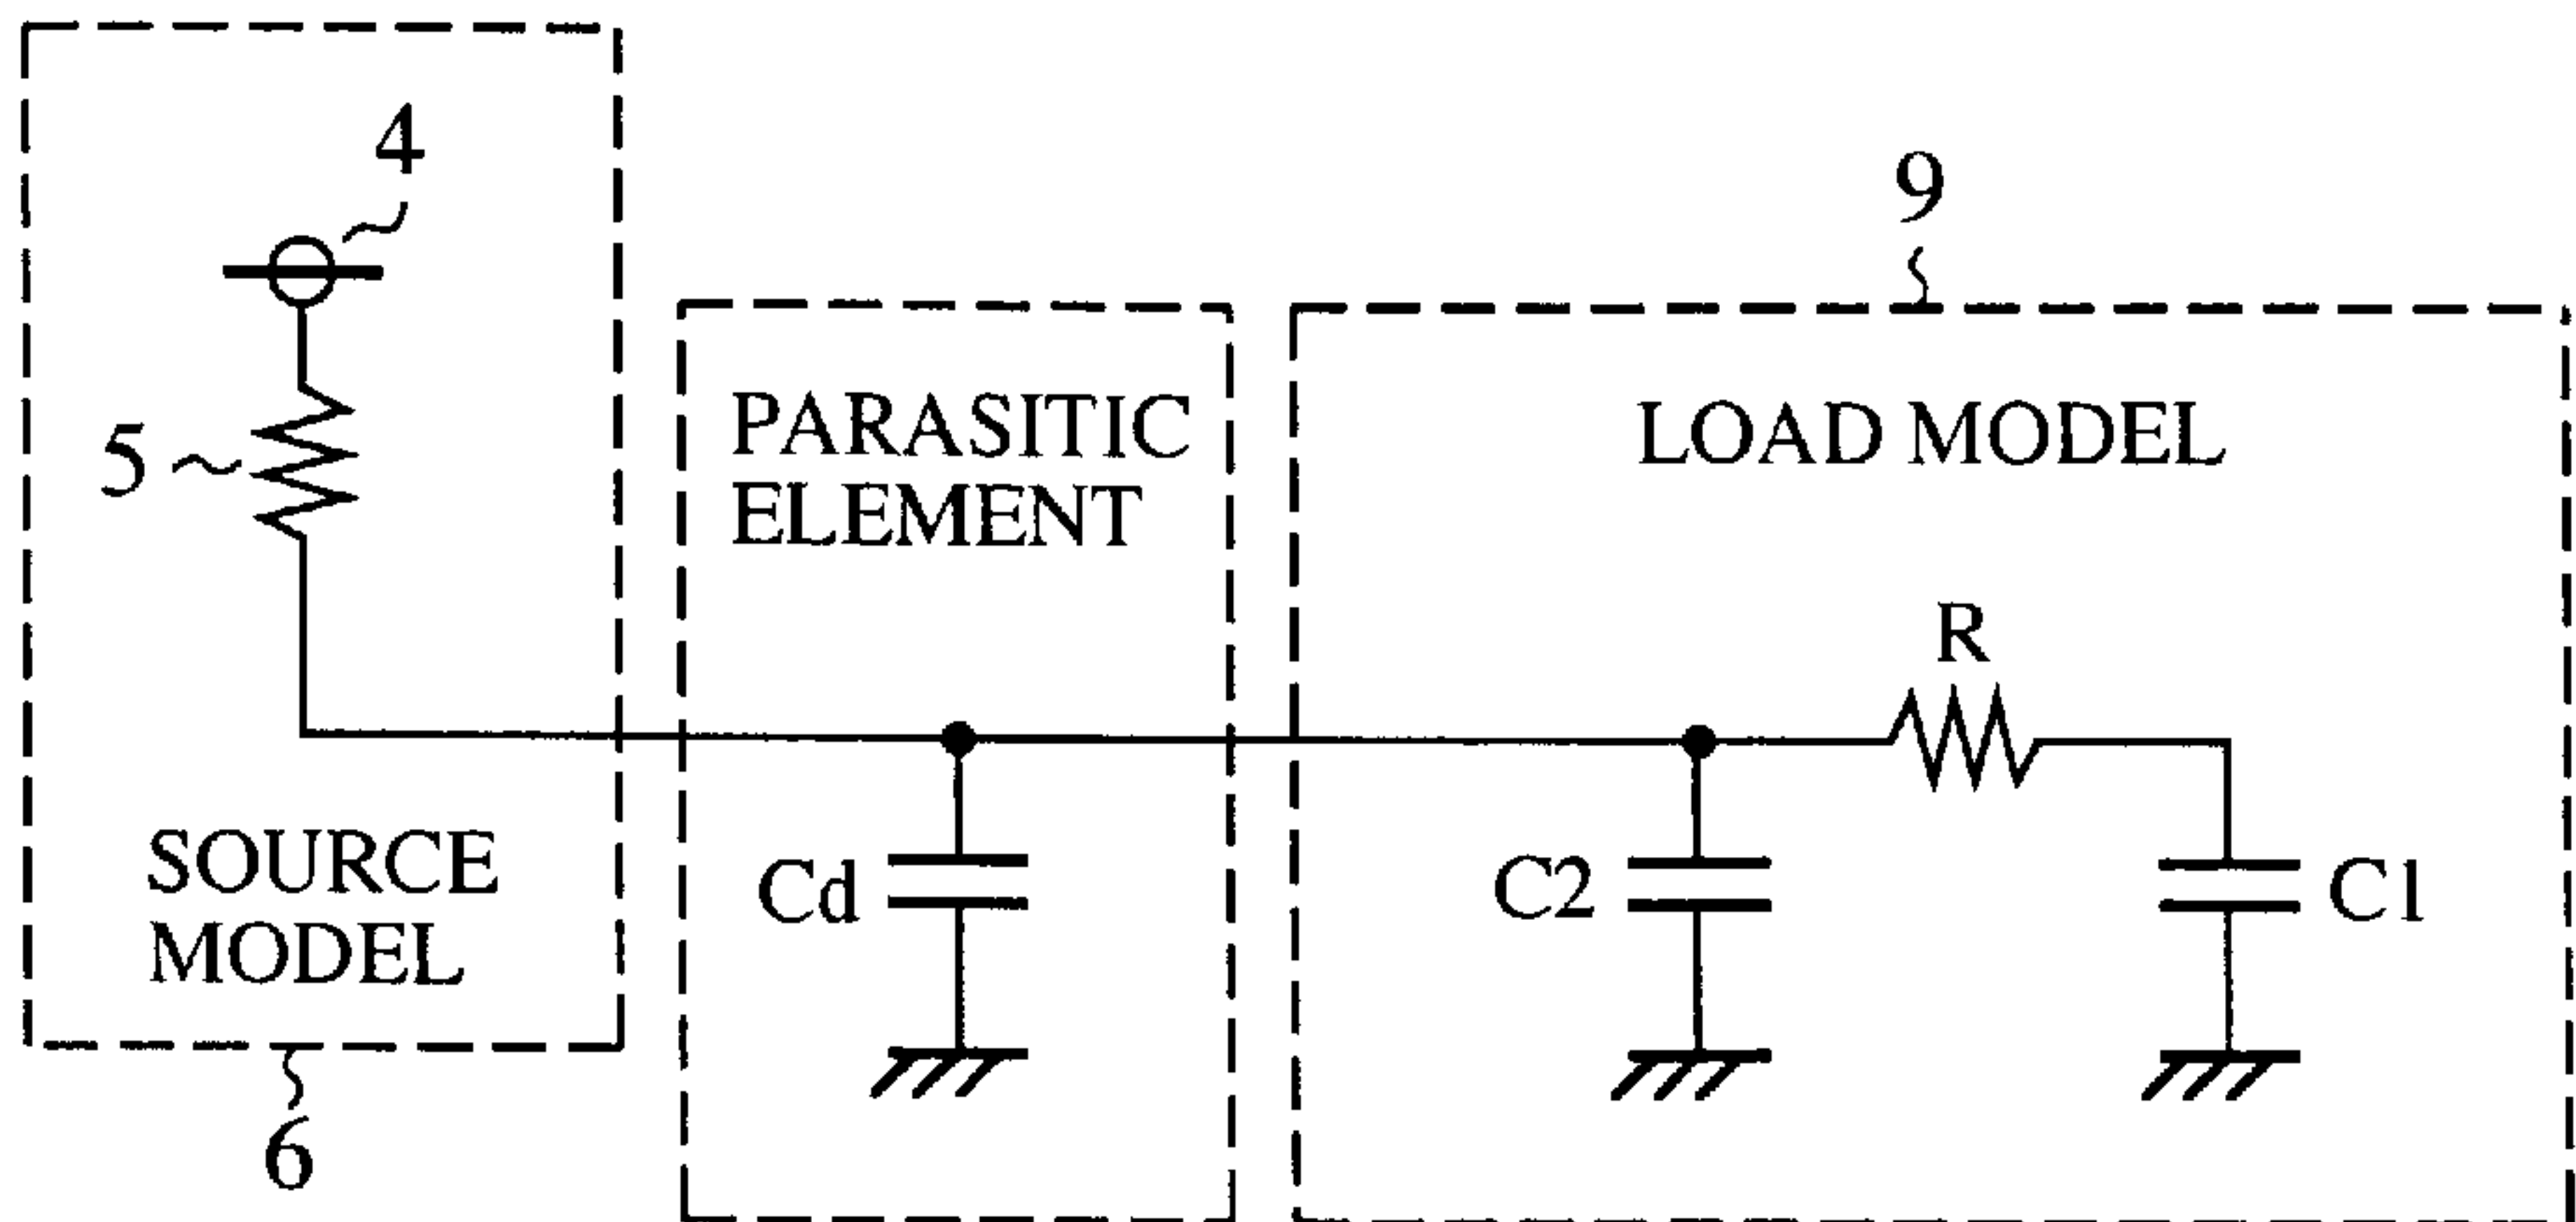 4
9
5
PARASITIC
ELEMENT
LOAD MODEL
R
SOURCE
MODEL
Cd
C2
C1
6